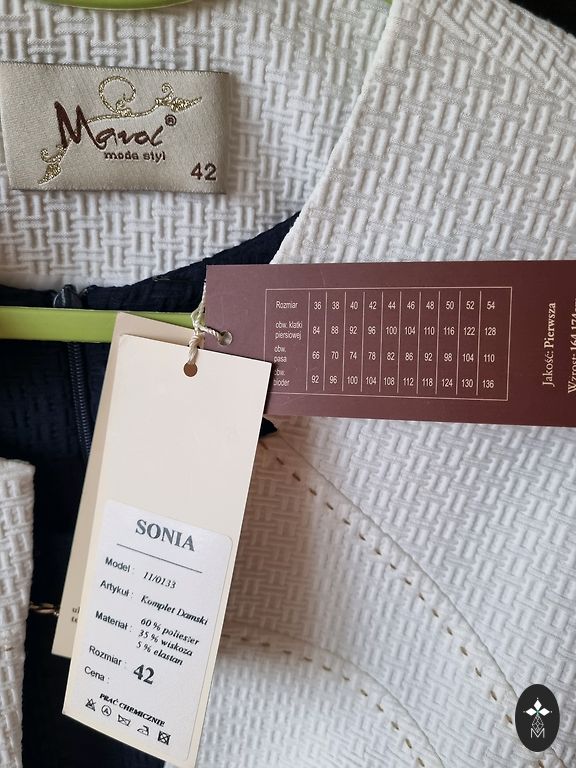 Marol®
moda styl
42
Rozmiar 36 38 40 42 44 46 48 50 52 54
obw. klatki
piersiowej 84 88 92 96 100 104 110 116 122 128
obw.
pasa 66 70 74 78 82 86 92 98 104 110
obw.
bioder 92 96 100 104 108 112 118 124 130 136
Jakość: Pierwsza
Wzrost: 164-174
SONIA
Model : 11/0133
Artykuł : Komplet Damski
Materiał : 60 % poliester
35 % wiskoza
5 % elastan
Rozmiar : 42
Cena :
PRAĆ CHEMICZNIE
M